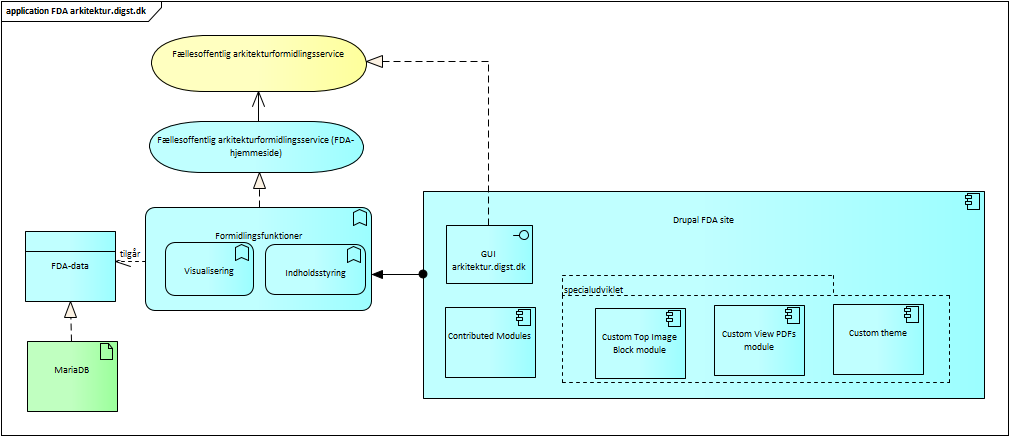 application FDA arkitektur.digst.dk
Fællesoffentlig arkitekturformidlingsservice
Fællesoffentlig arkitekturformidlingsservice (FDA-
hjemmeside)
Formidlingsfunktioner
Visualisering
Indholdsstyring
tilgår
FDA-data
MariaDB
Drupal FDA site
GUI
arkitektur.digst.dk
Contributed Modules
specialudviklet
Custom Top Image
Block module
Custom View PDFs
module
Custom theme